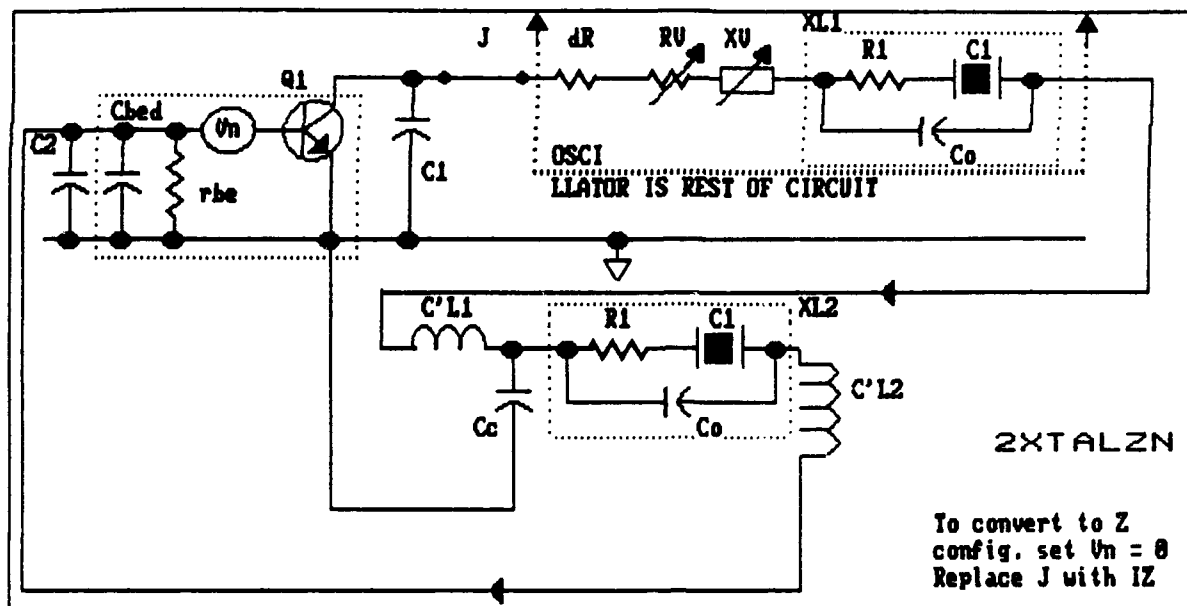 XL1
J
dR
RV
XV
R1
C1
Q1
Cbed
Vn
C2
rbe
C1
Co
OSCI
LLATOR IS REST OF CIRCUIT
C'L1
R1
C1
XL2
C'L2
Cc
Co
2XTALZN
To convert to Z
config. set Vn = 0
Replace J with IZ